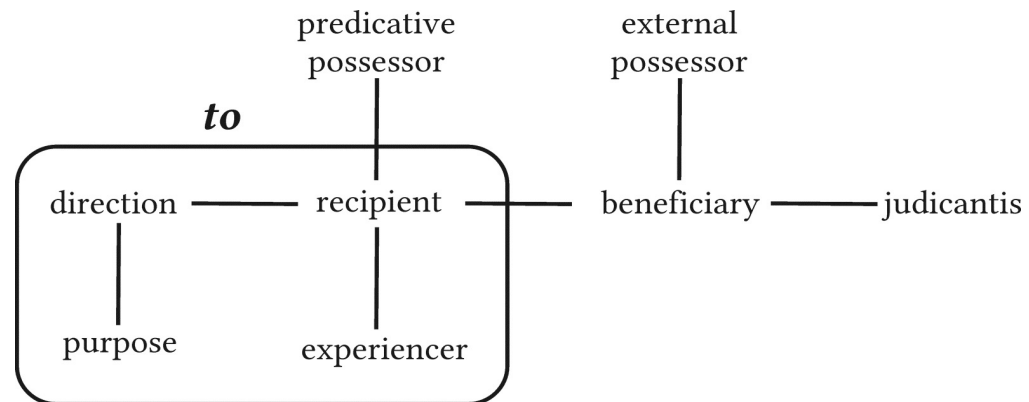 predicative
possessor
external
possessor
to
direction
recipient
beneficiary
judicantis
purpose
experiencer